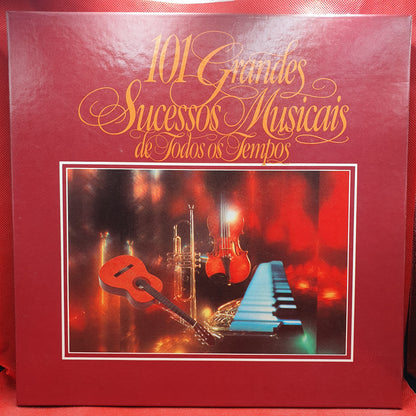 101 Grandes
Sucessos Musicais
de Todos os Tempos